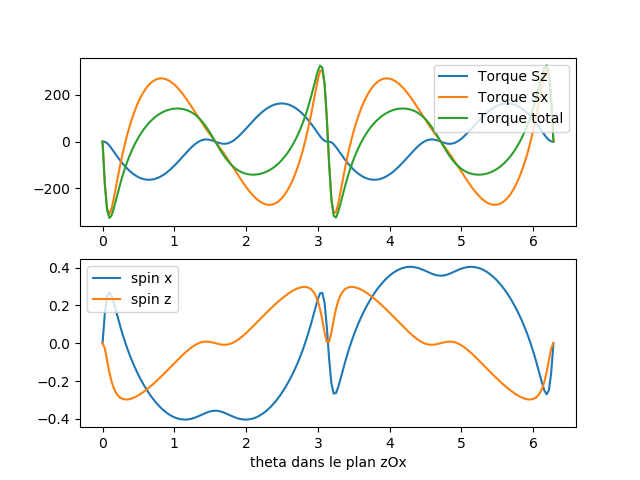 Torque Sz
Torque Sx
Torque total
200
0
−200
0 1 2 3 4 5 6
spin x
spin z
0.4
0.2
0.0
−0.2
−0.4
0 1 2 3 4 5 6
theta dans le plan zOx